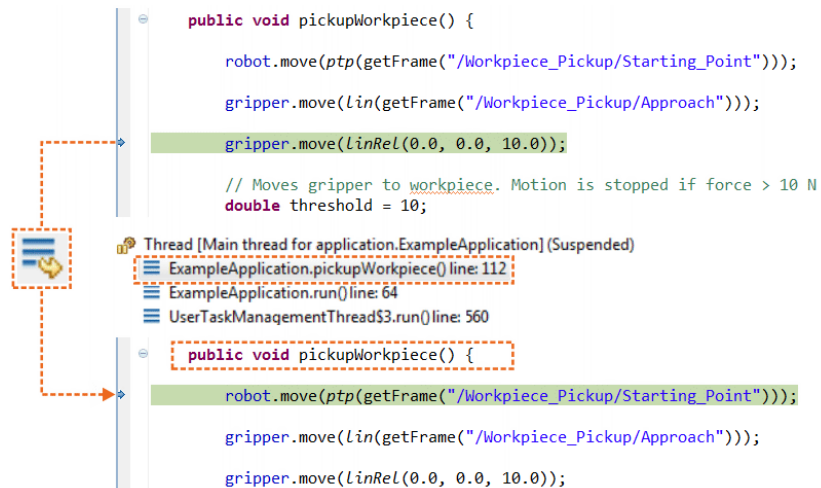 public void pickupWorkpiece() {
robot.move(ptp(getFrame("/Workpiece_Pickup/Starting_Point")));
gripper.move(lin(getFrame("/Workpiece_Pickup/Approach")));
gripper.move(linRel(0.0, 0.0, 10.0));
// Moves gripper to workpiece. Motion is stopped if force > 10 N
double threshold = 10;
Thread [Main thread for application.ExampleApplication] (Suspended)
ExampleApplication.pickupWorkpiece() line: 112
ExampleApplication.run() line: 64
UserTaskManagementThread$3.run() line: 560
public void pickupWorkpiece() {
robot.move(ptp(getFrame("/Workpiece_Pickup/Starting_Point")));
gripper.move(lin(getFrame("/Workpiece_Pickup/Approach")));
gripper.move(linRel(0.0, 0.0, 10.0));